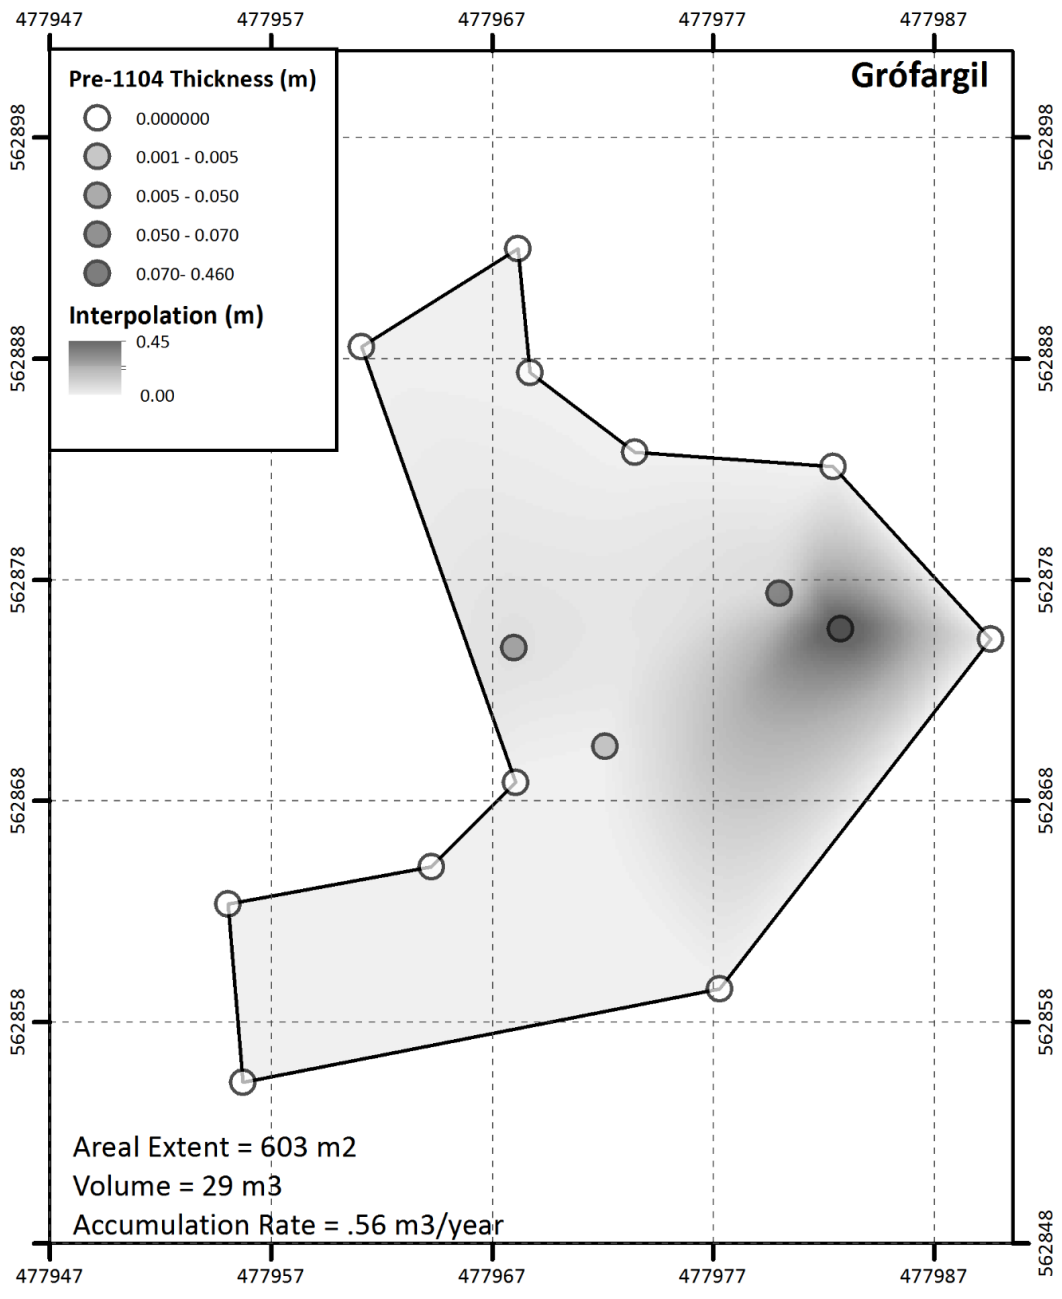 477947 477957 477967 477977 477987
Grófargil
Pre-1104 Thickness (m)
0.000000
0.001 - 0.005
0.005 - 0.050
0.050 - 0.070
0.070- 0.460
Interpolation (m)
0.45
0.00
562898 562898
562888 562888
562878 562878
562868 562868
562858 562858
562848 562848
Areal Extent = 603 m2
Volume = 29 m3
Accumulation Rate = .56 m3/year
477947 477957 477967 477977 477987